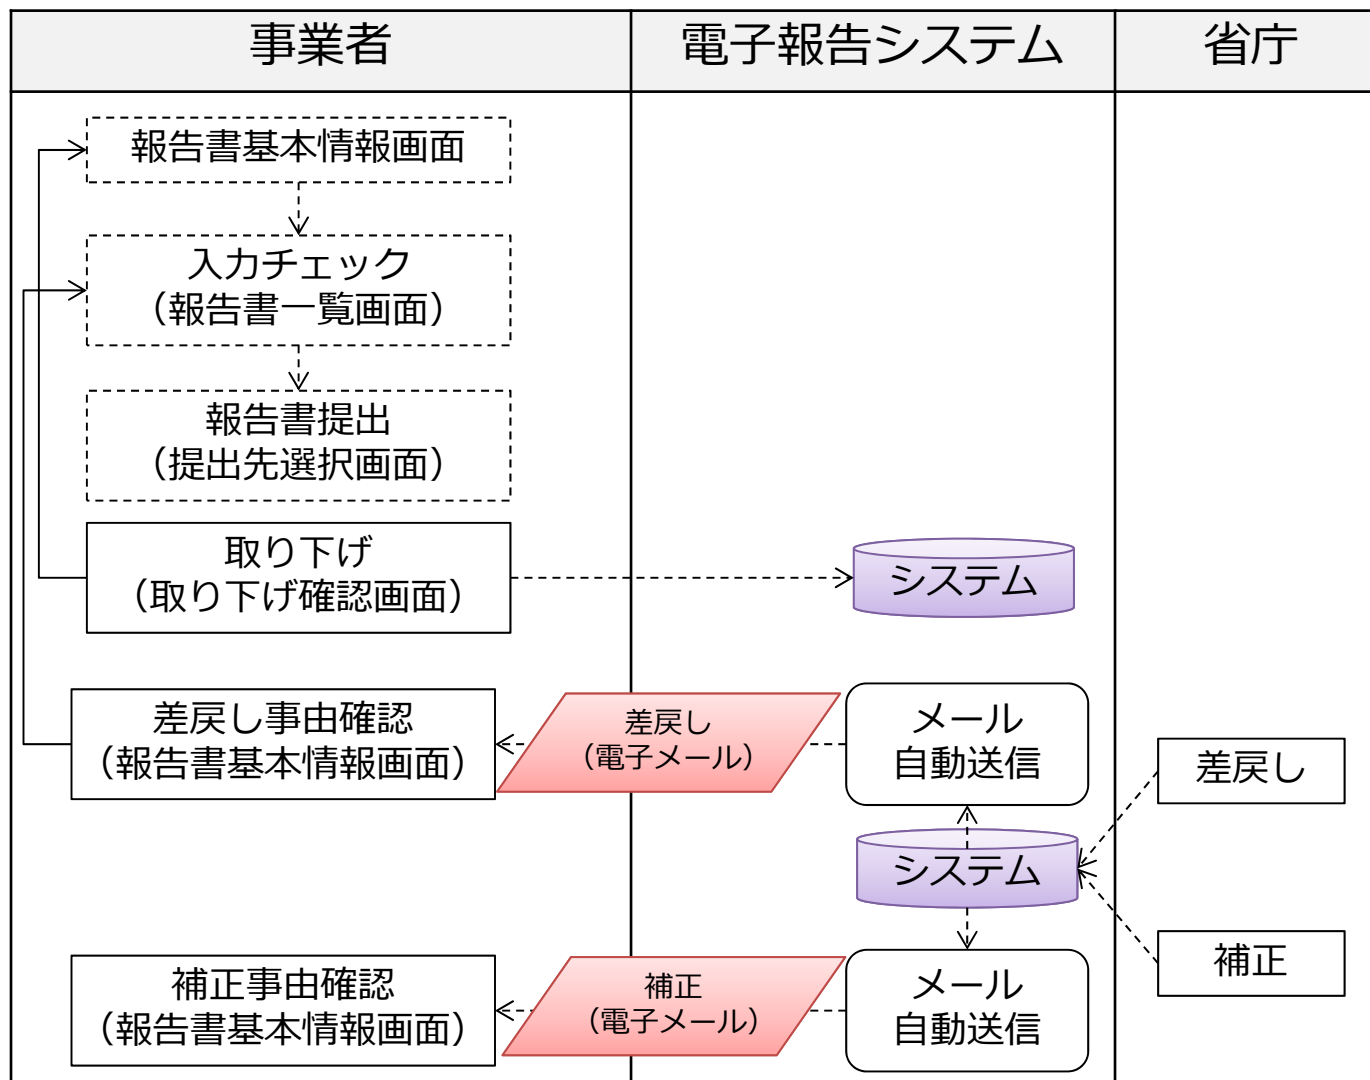 事業者
電子報告システム
省庁
報告書基本情報画面
入力チェック
（報告書一覧画面）
報告書提出
（提出先選択画面）
取り下げ
（取り下げ確認画面）
システム
差戻し事由確認
（報告書基本情報画面）
差戻し
（電子メール）
メール
自動送信
差戻し
システム
補正事由確認
（報告書基本情報画面）
補正
（電子メール）
メール
自動送信
補正